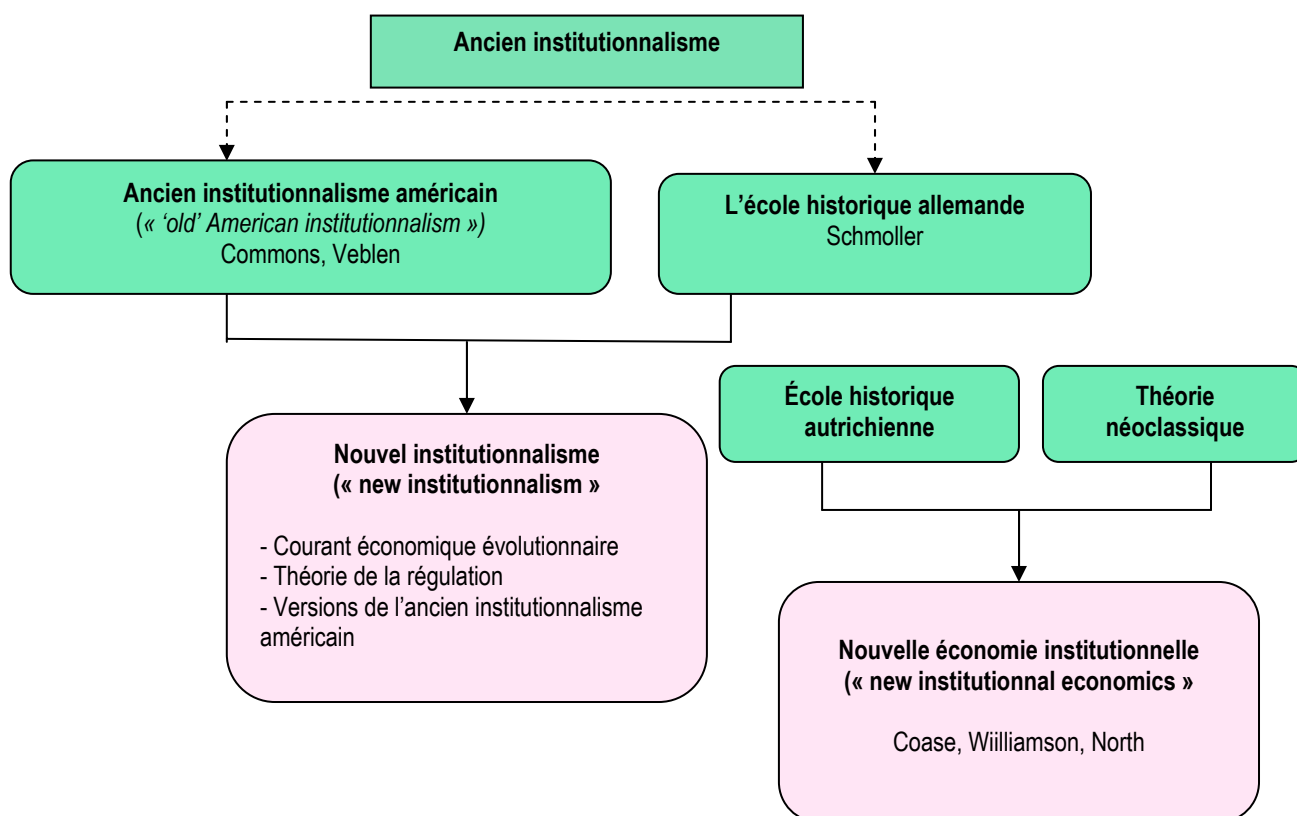 Ancien institutionnalisme
Ancien institutionnalisme américain
(« ‘old’ American institutionnalism »)
Commons, Veblen
L’école historique allemande
Schmoller
École historique
autrichienne
Théorie
néoclassique
Nouvel institutionnalisme
(« new institutionnalism »
- Courant économique évolutionnaire
- Théorie de la régulation
- Versions de l’ancien institutionnalisme
américain
Nouvelle économie institutionnelle
(« new institutionnal economics »
Coase, Wiilliamson, North